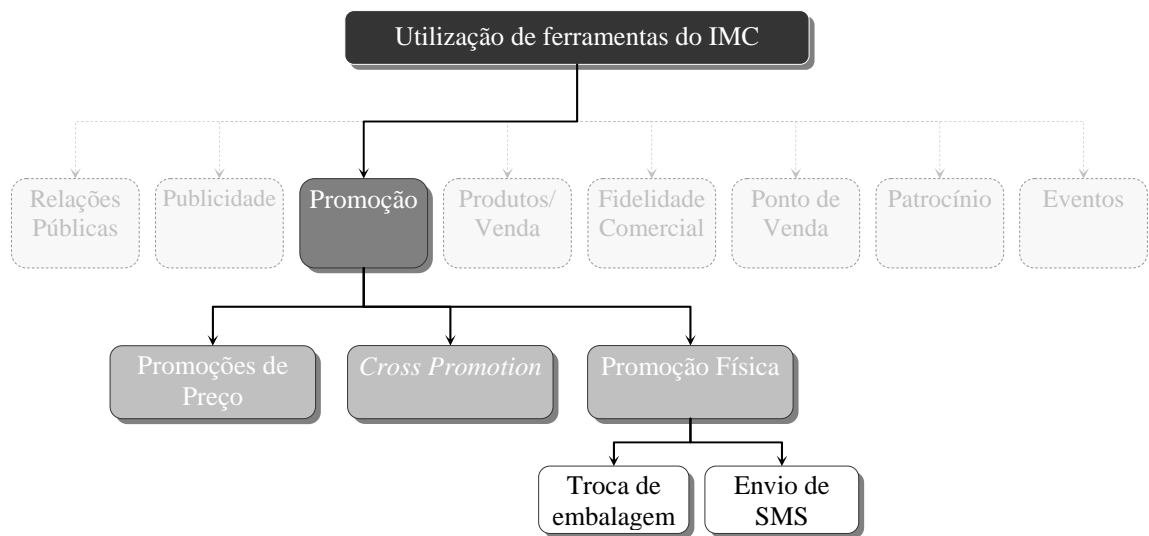 Utilização de ferramentas do IMC
Relações
Públicas
Publicidade
Promoção
Produtos/
Venda
Fidelidade
Comercial
Ponto de
Venda
Patrocínio
Eventos
Promoções de
Preço
Cross Promotion
Promoção Física
Troca de
embalagem
Envio de
SMS